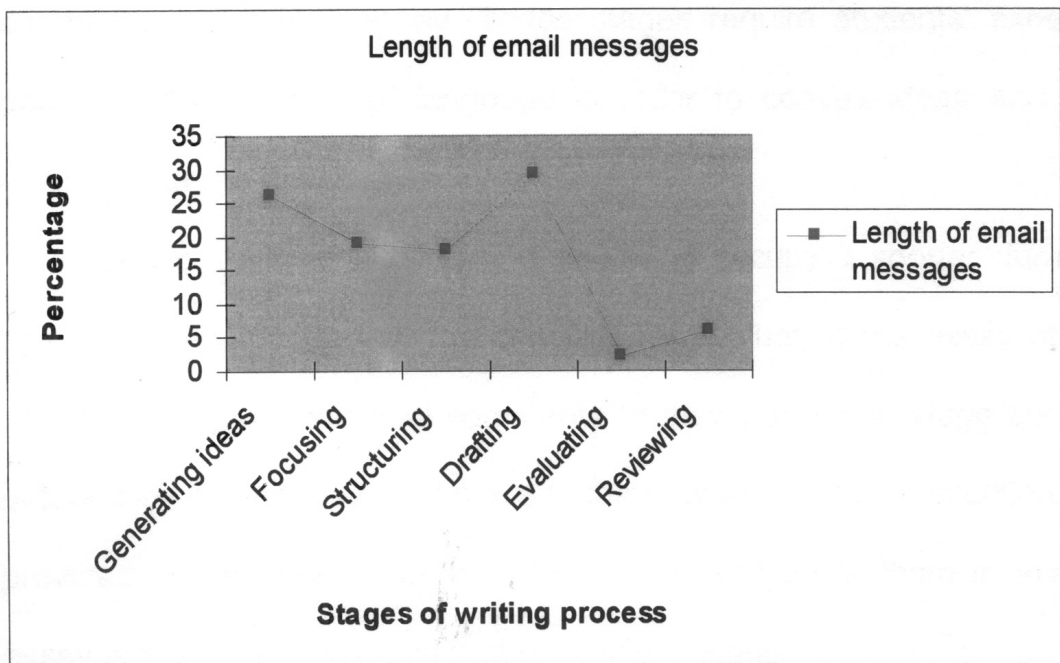 Length of email messages
Percentage
35
30
25
20
15
10
5
0
Generating ideas
Focusing
Structuring
Drafting
Evaluating
Reviewing
Stages of writing process
Length of email
messages